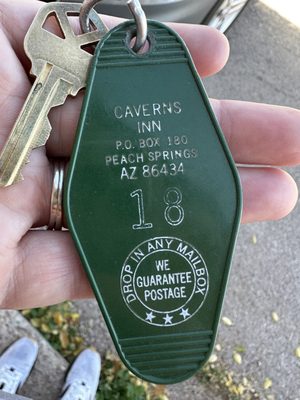 CAVERNS
INN
P.O. BOX 180
PEACH SPRINGS
AZ 86434
18
DROP IN ANY MAILBOX
WE
GUARANTEE
POSTAGE